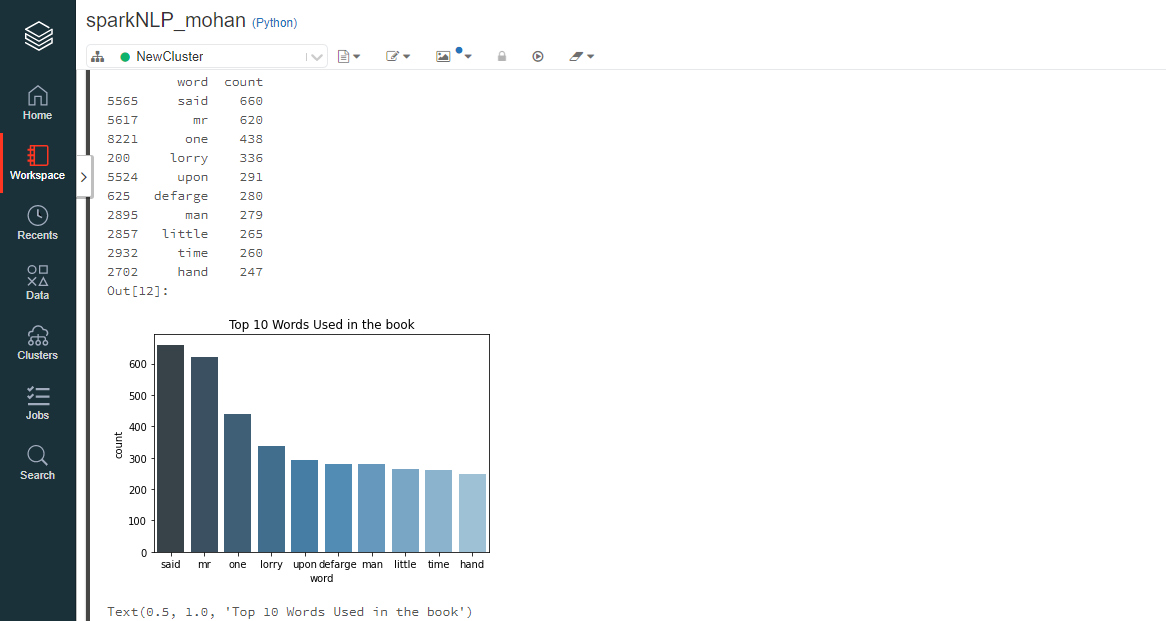 sparkNLP_mohan (Python)
NewCluster
Home
Workspace
Recents
Data
Clusters
Jobs
Search
word count
5565 said 660
5617 mr 620
8221 one 438
200 lorry 336
5524 upon 291
625 defarge 280
2895 man 279
2857 little 265
2932 time 260
2702 hand 247
Out[12]:
Top 10 Words Used in the book
600
500
400
300
200
100
0
count
said mr one lorry upon defarge man little time hand
word
Text(0.5, 1.0, 'Top 10 Words Used in the book')